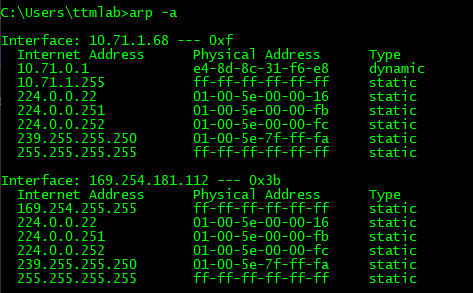 C:\Users\ttmlab>arp -a
Interface: 10.71.1.68 --- 0xf
Internet Address Physical Address Type
10.71.0.1 e4-8d-8c-31-f6-e8 dynamic
10.71.1.255 ff-ff-ff-ff-ff-ff static
224.0.0.22 01-00-5e-00-00-16 static
224.0.0.251 01-00-5e-00-00-fb static
224.0.0.252 01-00-5e-00-00-fc static
239.255.255.250 01-00-5e-7f-ff-fa static
255.255.255.255 ff-ff-ff-ff-ff-ff static
Interface: 169.254.181.112 --- 0x3b
Internet Address Physical Address Type
169.254.255.255 ff-ff-ff-ff-ff-ff static
224.0.0.22 01-00-5e-00-00-16 static
224.0.0.251 01-00-5e-00-00-fb static
224.0.0.252 01-00-5e-00-00-fc static
239.255.255.250 01-00-5e-7f-ff-fa static
255.255.255.255 ff-ff-ff-ff-ff-ff static